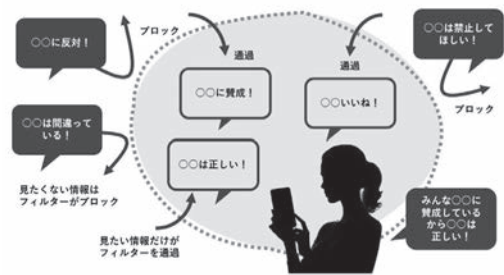 ブロック
○○に反対！
通過
○○は禁止して
ほしい！
通過
○○に賛成！
○○いいね！
ブロック
○○は間違って
いる！
○○は正しい！
見たくない情報は
フィルターがブロック
みんな○○に
賛成している
から○○は
正しい！
見たい情報だけが
フィルターを通過